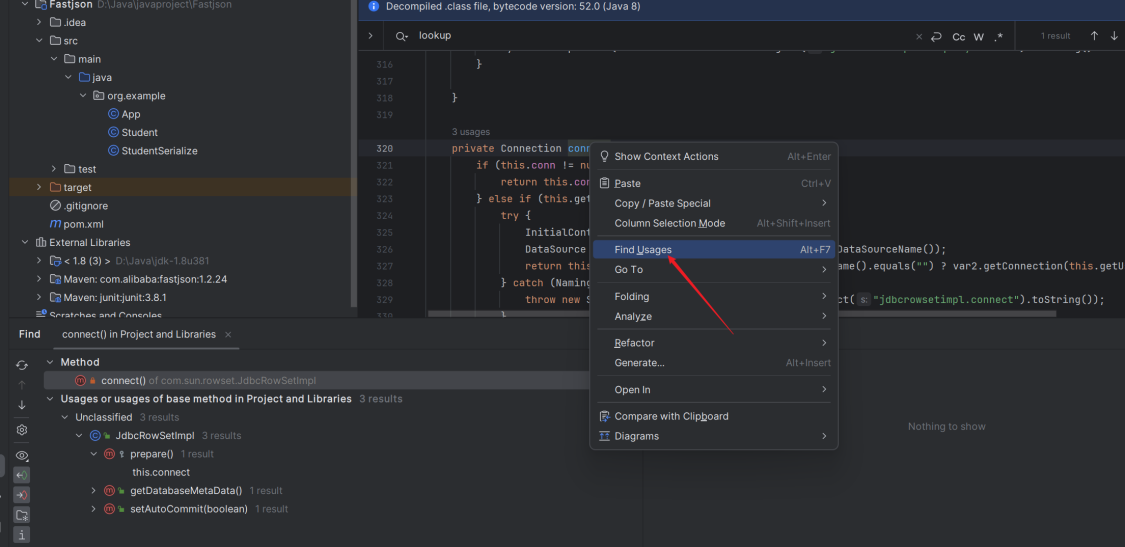 Fastjson D:\Java\javaproject\Fastjson
.idea
src
main
java
org.example
App
Student
StudentSerialize
test
target
.gitignore
pom.xml
External Libraries
< 1.8 (3) > D:\Java\jdk-1.8u381
Maven: com.alibaba:fastjson:1.2.24
Maven: junit:junit:3.8.1
Scratches and Consoles
Decompiled .class file, bytecode version: 52.0 (Java 8)
lookup
Cc W .*
1 result
316 }
317
318 }
319
3 usages
320 private Connection conn
321 if (this.conn != nu
322 return this.con
323 } else if (this.get
324 try {
325 InitialCont
326 DataSource DataSourceName());
327 return this me().equals("") ? var2.getConnection(this.getU
328 } catch (Naming
329 throw new S ct( s: "jdbcrowsetimpl.connect").toString());
330 }
Show Context Actions Alt+Enter
Paste Ctrl+V
Copy / Paste Special
Column Selection Mode Alt+Shift+Insert
Find Usages Alt+F7
Go To
Folding
Analyze
Refactor
Generate... Alt+Insert
Open In
Compare with Clipboard
Diagrams
Find connect() in Project and Libraries
Method
connect() of com.sun.rowset.JdbcRowSetImpl
Usages or usages of base method in Project and Libraries 3 results
Unclassified 3 results
JdbcRowSetImpl 3 results
prepare() 1 result
this.connect
getDatabaseMetaData() 1 result
setAutoCommit(boolean) 1 result
Nothing to show